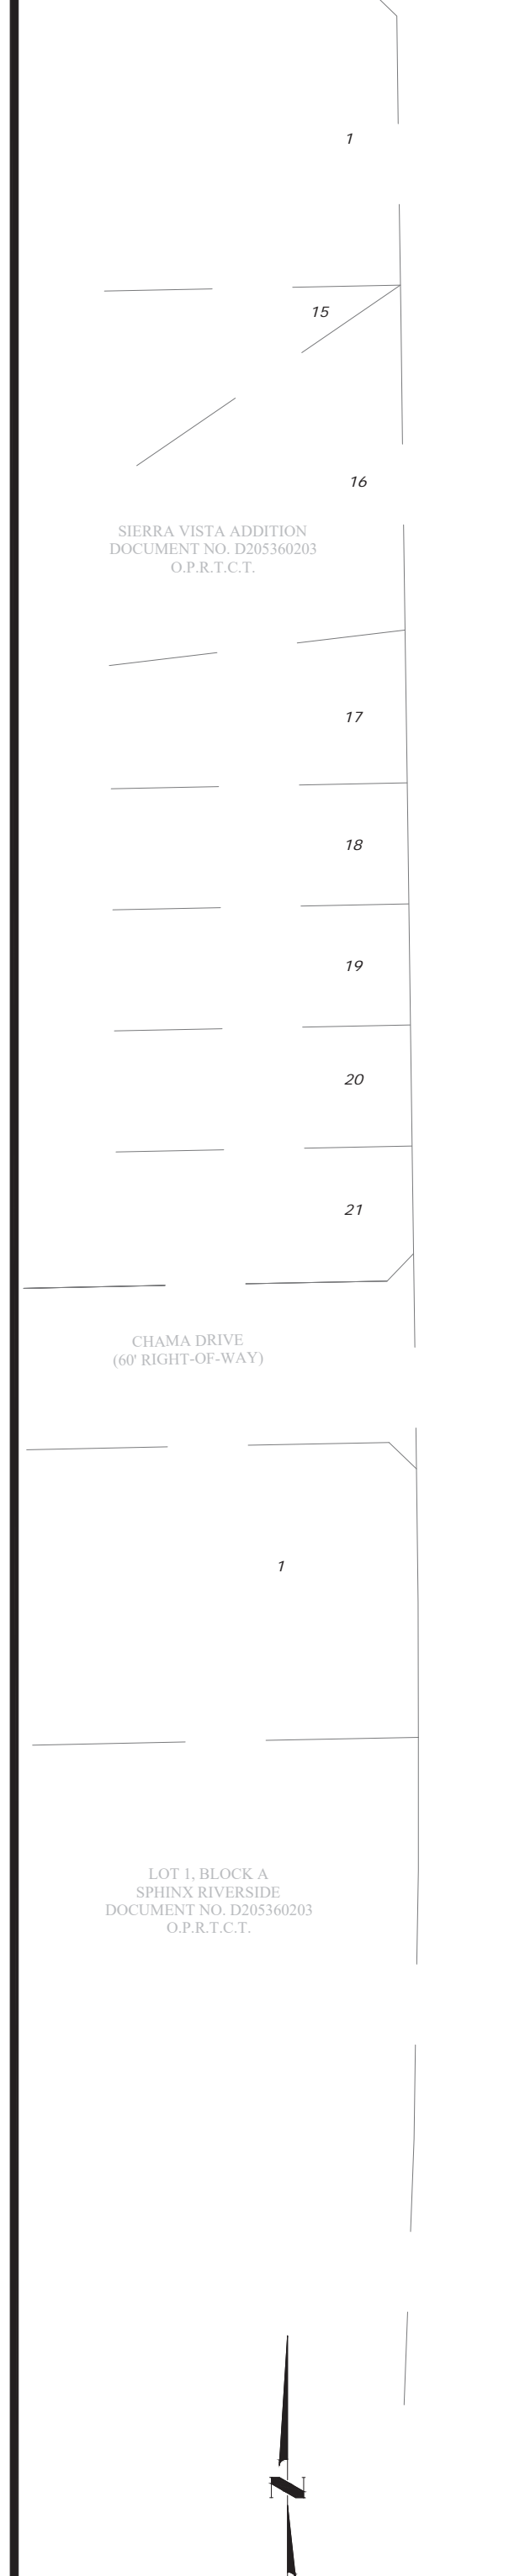 1
15
16
SIERRA VISTA ADDITION
DOCUMENT NO. D205360203
O.P.R.T.C.T.
17
18
19
20
21
CHAMA DRIVE
(60' RIGHT-OF-WAY)
1
LOT 1, BLOCK A
SPHINX RIVERSIDE
DOCUMENT NO. D205360203
O.P.R.T.C.T.
N